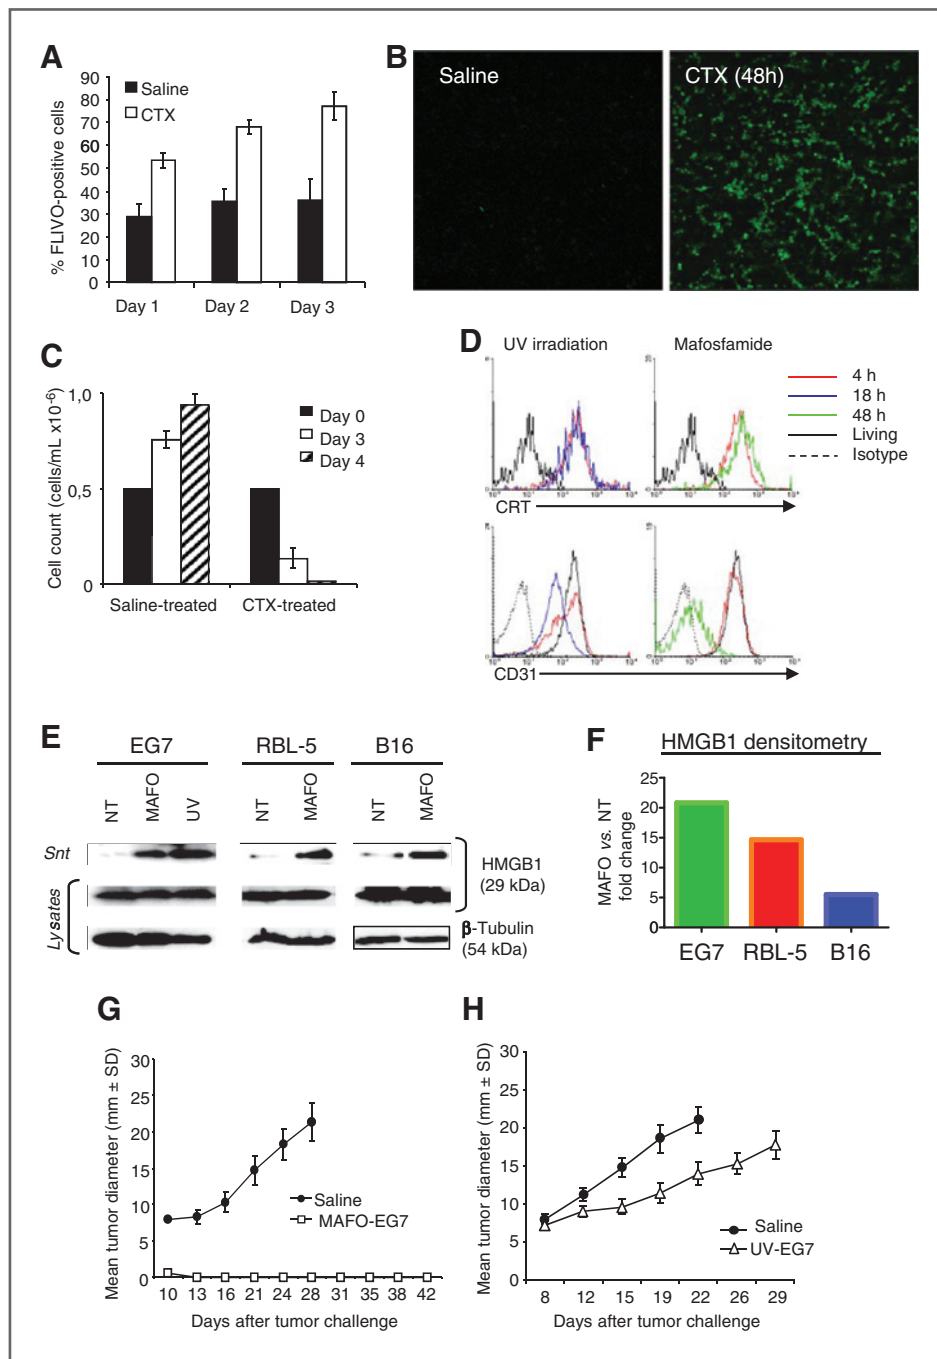 A
90
80
70
60
50
40
30
20
10
0
% FLIVO-positive cells
Saline
CTX
Day 1 Day 2 Day 3
B
Saline
CTX (48h)
C
1,0
0,5
0
Cell count (cells/mL x10-6)
Day 0
Day 3
Day 4
Saline-treated CTX-treated
D
UV irradiation Mafosfamide
4 h
18 h
48 h
Living
Isotype
CRT
CD31
E
EG7 RBL-5 B16
NT MAFO UV NT MAFO NT MAFO
Snt
Lysates
HMGB1
(29 kDa)
β-Tubulin
(54 kDa)
F
HMGB1 densitometry
25
20
15
10
5
0
MAFO vs. NT
fold change
EG7 RBL-5 B16
G
30
25
20
15
10
5
0
Mean tumor diameter (mm ± SD)
Saline
MAFO-EG7
10 13 16 21 24 28 31 35 38 42
Days after tumor challenge
H
30
25
20
15
10
5
0
Mean tumor diameter (mm ± SD)
Saline
UV-EG7
8 12 15 19 22 26 29
Days after tumor challenge